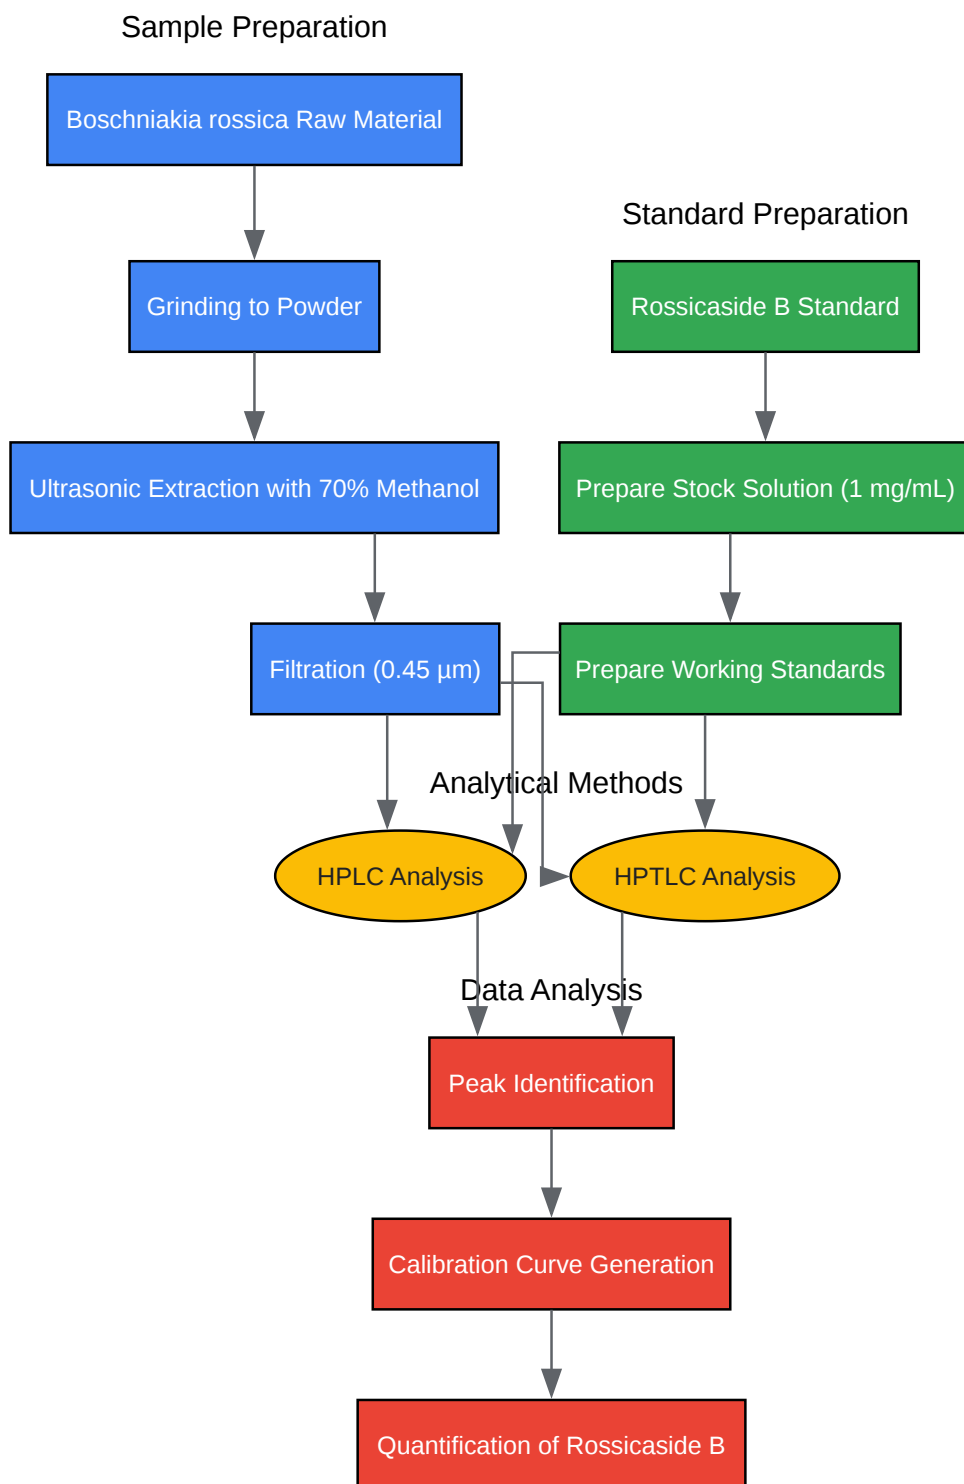 Sample Preparation
Boschniakia rossica Raw Material
Standard Preparation
Grinding to Powder
Rossicaside B Standard
Ultrasonic Extraction with 70% Methanol
Prepare Stock Solution (1 mg/mL)
Filtration (0.45 µm)
Prepare Working Standards
Analytical Methods
HPLC Analysis
HPTLC Analysis
Data Analysis
Peak Identification
Calibration Curve Generation
Quantification of Rossicaside B